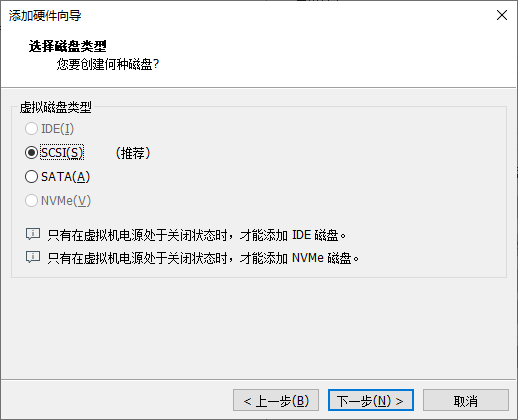 添加硬件向导
选择磁盘类型
您要创建何种磁盘?
虚拟磁盘类型
IDE(I)
SCSI(S) （推荐）
SATA(A)
NVMe(V)
只有在虚拟机电源处于关闭状态时，才能添加 IDE 磁盘。
只有在虚拟机电源处于关闭状态时，才能添加 NVMe 磁盘。
< 上一步(B) 下一步(N) > 取消